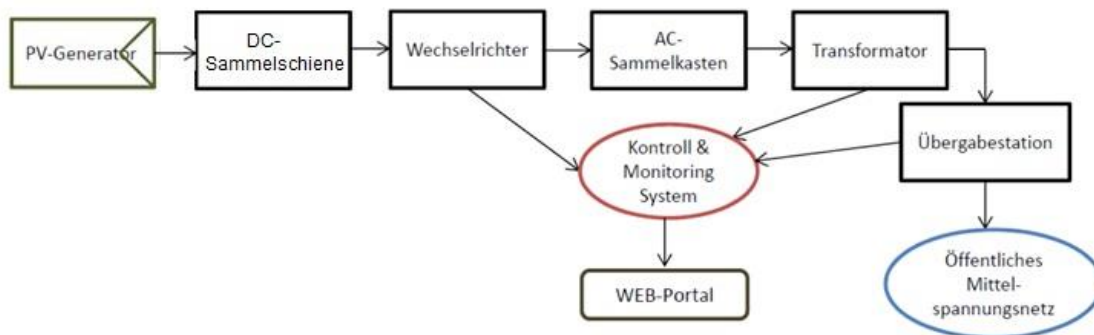 PV-Generator
DC-
Sammelschiene
Wechselrichter
AC-
Sammelkasten
Transformator
Übergabestation
Kontroll &
Monitoring
System
WEB-Portal
Öffentliches
Mittel-
spannungsnetz